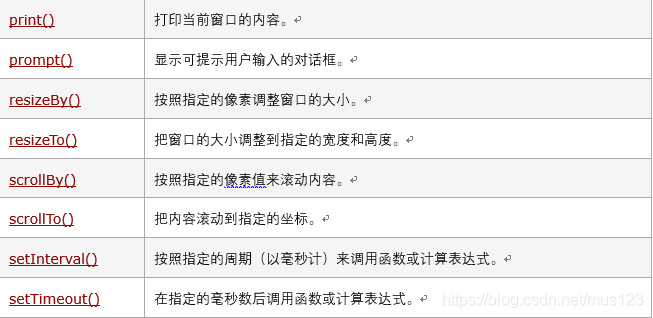 print() 打印当前窗口的内容。
prompt() 显示可提示用户输入的对话框。
resizeBy() 按照指定的像素调整窗口的大小。
resizeTo() 把窗口的大小调整到指定的宽度和高度。
scrollBy() 按照指定的像素值来滚动内容。
scrollTo() 把内容滚动到指定的坐标。
setInterval() 按照指定的周期（以毫秒计）来调用函数或计算表达式。
setTimeout() 在指定的毫秒数后调用函数或计算表达式。
https://blog.csdn.net/mus123